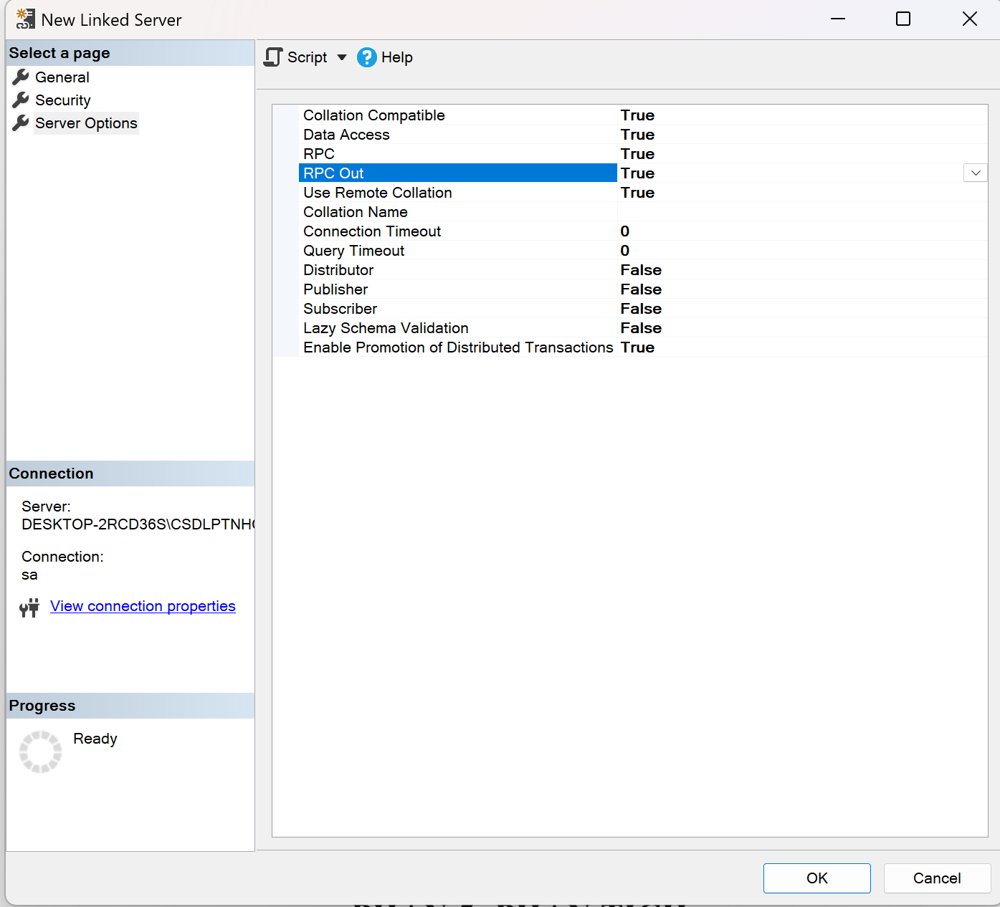 New Linked Server
Select a page
General
Security
Server Options
Script
Help
Collation Compatible True
Data Access True
RPC True
RPC Out True
Use Remote Collation True
Collation Name
Connection Timeout 0
Query Timeout 0
Distributor False
Publisher False
Subscriber False
Lazy Schema Validation False
Enable Promotion of Distributed Transactions True
Connection
Server:
DESKTOP-2RCD36S\CSDLPTNH
Connection:
sa
View connection properties
Progress
Ready
OK
Cancel